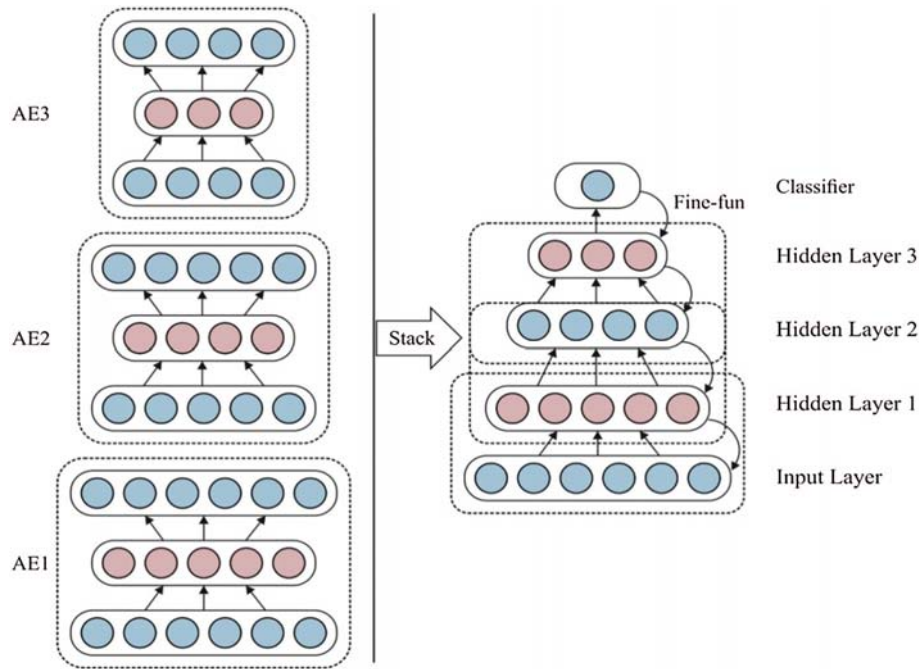 AE3
AE2
AE1
Stack
Fine-fun
Classifier
Hidden Layer 3
Hidden Layer 2
Hidden Layer 1
Input Layer